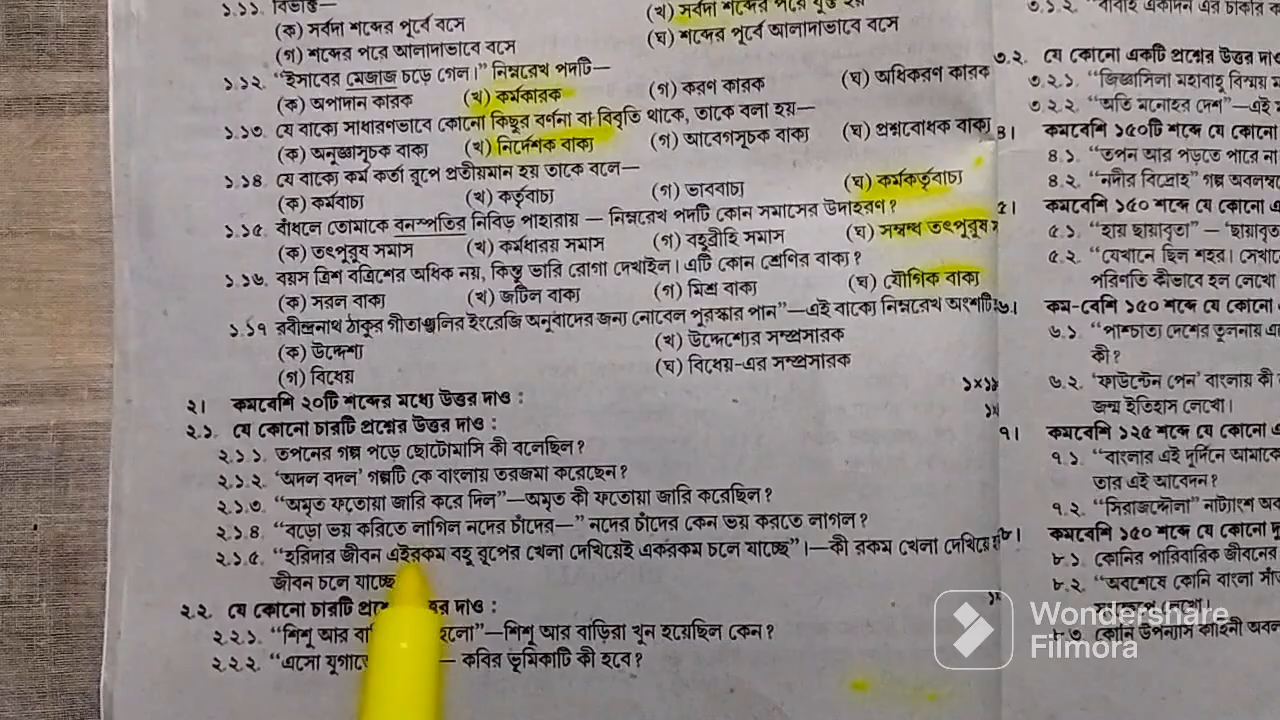 ১.১১. বিভক্তি—
(ক) সর্বদা শব্দের পূর্বে বসে
(খ) সর্বদা শব্দের পরে যুক্ত হয়
(গ) শব্দের পরে আলাদাভাবে বসে
(ঘ) শব্দের পূর্বে আলাদাভাবে বসে
১.১২. “ইসাবের মেজাজ চড়ে গেল।” নিম্নরেখ পদটি—
(ক) অপাদান কারক (খ) কর্মকারক (গ) করণ কারক (ঘ) অধিকরণ কারক
১.১৩. যে বাক্যে সাধারণভাবে কোনো কিছুর বর্ণনা বা বিবৃতি থাকে, তাকে বলা হয়—
(ক) অনুজ্ঞাসূচক বাক্য (খ) নির্দেশক বাক্য (গ) আবেগসূচক বাক্য (ঘ) প্রশ্নবোধক বাক্য
১.১৪. যে বাক্যে কর্ম কর্তা রূপে প্রতীয়মান হয় তাকে বলে—
(ক) কর্মবাচ্য (খ) কর্তৃবাচ্য (গ) ভাববাচ্য (ঘ) কর্মকর্তৃবাচ্য
১.১৫. বাঁধলে তোমাকে বনস্পতির নিবিড় পাহারায় — নিম্নরেখ পদটি কোন সমাসের উদাহরণ?
(ক) তৎপুরুষ সমাস (খ) কর্মধারয় সমাস (গ) বহুব্রীহি সমাস (ঘ) সম্বন্ধ তৎপুরুষ
১.১৬. বয়স ত্রিশ বত্রিশের অধিক নয়, কিন্তু ভারি রোগা দেখাইল। এটি কোন শ্রেণির বাক্য?
(ক) সরল বাক্য (খ) জটিল বাক্য (গ) মিশ্র বাক্য (ঘ) যৌগিক বাক্য
১.১৭ রবীন্দ্রনাথ ঠাকুর গীতাঞ্জলির ইংরেজি অনুবাদের জন্য নোবেল পুরস্কার পান”—এই বাক্যে নিম্নরেখ অংশটি
(ক) উদ্দেশ্য (খ) উদ্দেশ্যের সম্প্রসারক
(গ) বিধেয় (ঘ) বিধেয়-এর সম্প্রসারক
২। কমবেশি ২০টি শব্দের মধ্যে উত্তর দাও :
২.১. যে কোনো চারটি প্রশ্নের উত্তর দাও :
২.১.১. তপনের গল্প পড়ে ছোটোমাসি কী বলেছিল?
২.১.২. ‘অদল বদল’ গল্পটি কে বাংলায় তরজমা করেছেন?
২.১.৩. “অমৃত ফতোয়া জারি করে দিল”—অমৃত কী ফতোয়া জারি করেছিল?
২.১.৪. “বড়ো ভয় করিতে লাগিল নদের চাঁদের—” নদের চাঁদের কেন ভয় করতে লাগল?
২.১.৫. “হরিদার জীবন এইরকম বহু রূপের খেলা দেখিয়েই একরকম চলে যাচ্ছে”।—কী রকম খেলা দেখিয়ে
জীবন চলে যাচ্ছে
২.২. যে কোনো চারটি উত্তর দাও :
২.২.১. “শিশু আর হলো”—শিশু আর বাড়িরা খুন হয়েছিল কেন?
২.২.২. “এসো — কবির ভূমিকাটি কী হবে?
৩.১.২.
৩.২. যে কোনো একটি প্রশ্নের উত্তর দাও
৩.২.১. “জিজ্ঞাসিলা মহাবাহু বিস্ময়
৩.২.২. “অতি মনোহর দেশ”—এই
৪। কমবেশি ১৫০টি শব্দে যে কোনো
৪.১. “তপন আর পড়তে পারে না
৪.২. “নদীর বিদ্রোহ” গল্প
৫। কমবেশি ১৫০ শব্দে যে কোনো
৫.১. “হায় ছায়াবৃতা” —
৫.২. “যেখানে ছিল শহর।
পরিণতি কীভাবে হল লেখো
৬। কম-বেশি ১৫০ শব্দে যে কোনো
৬.১. “পাশ্চাত্য দেশের তুলনায়
কী?
৬.২. ‘ফাউন্টেন পেন’ বাংলায় কী
জন্ম ইতিহাস লেখো।
৭। কমবেশি ১২৫ শব্দে যে কোনো
৭.১. “বাংলার এই দুর্দিনে
তার এই আবেদন?
৭.২. “সিরাজদ্দৌলা” নাট্যাংশ
৮। কমবেশি ১৫০ শব্দে যে কোনো
৮.১. কোনির পারিবারিক জীবনের
৮.২. “অবশেষে কোনি বাংলা
৮.৩. কোনি উপন্যাস কাহিনী
Wondershare
Filmora